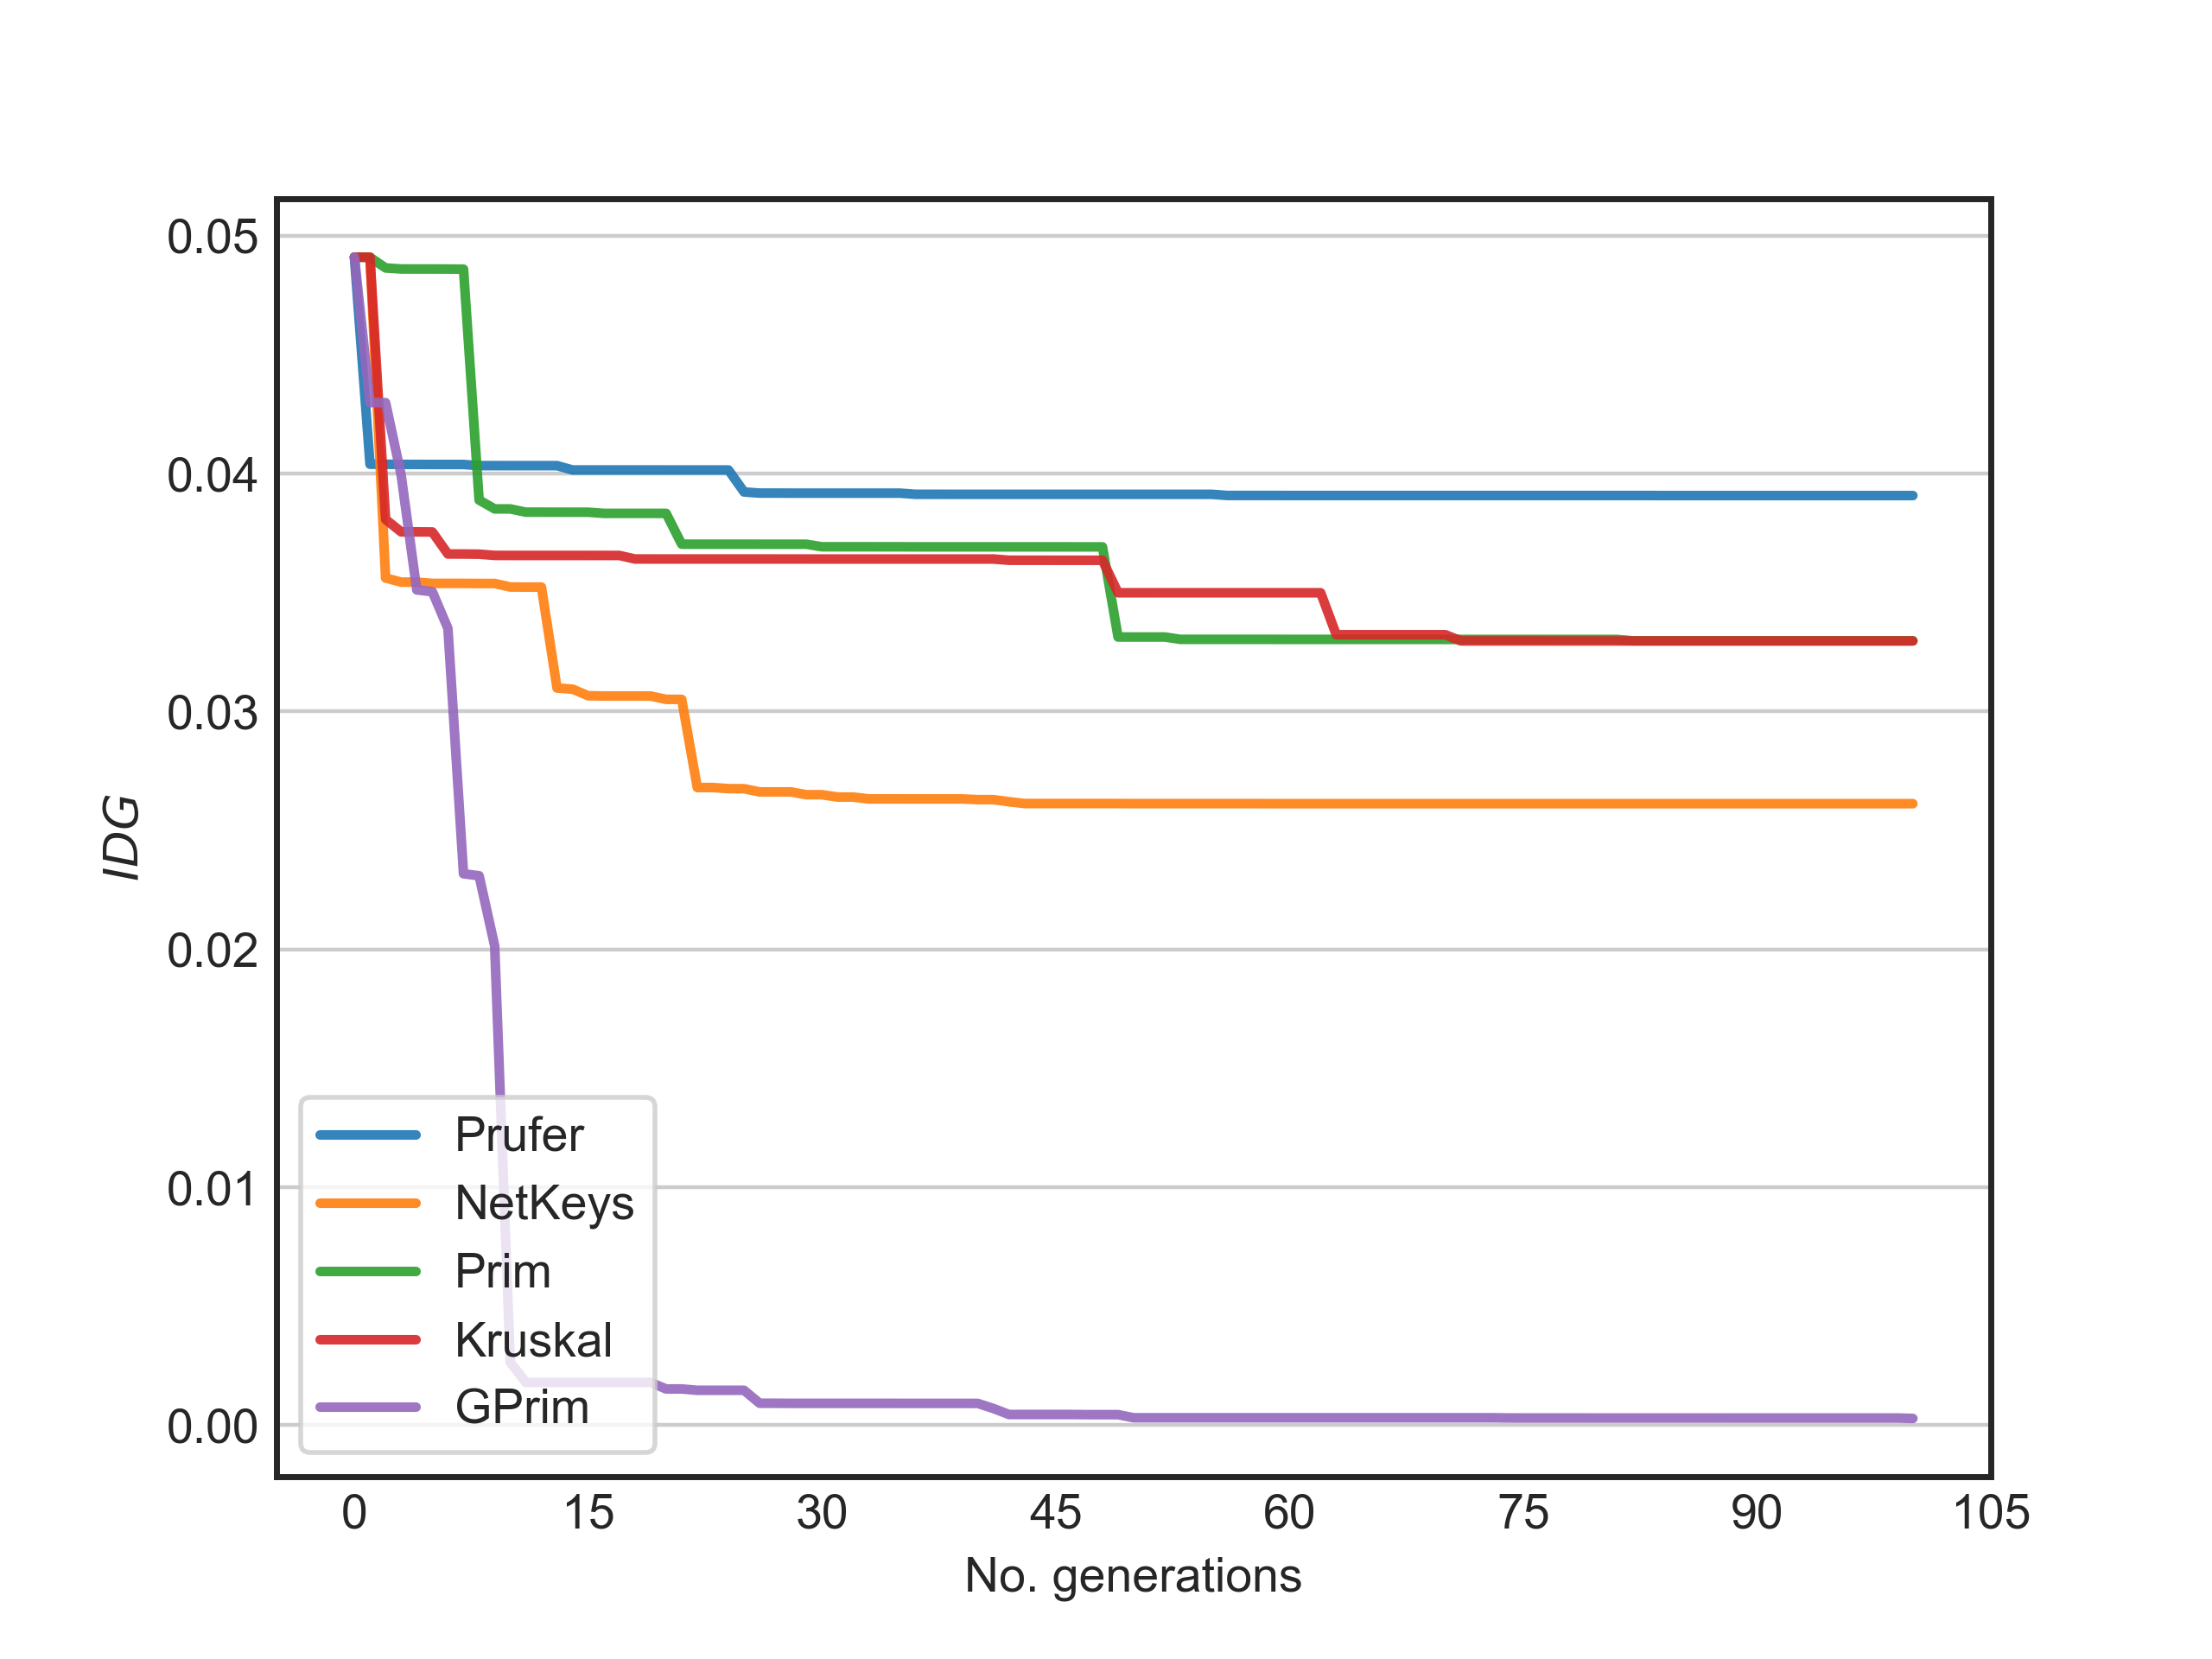 0.05
0.04
0.03
0.02
0.01
0.00
IDG
Prufer
NetKeys
Prim
Kruskal
GPrim
0 15 30 45 60 75 90 105
No. generations